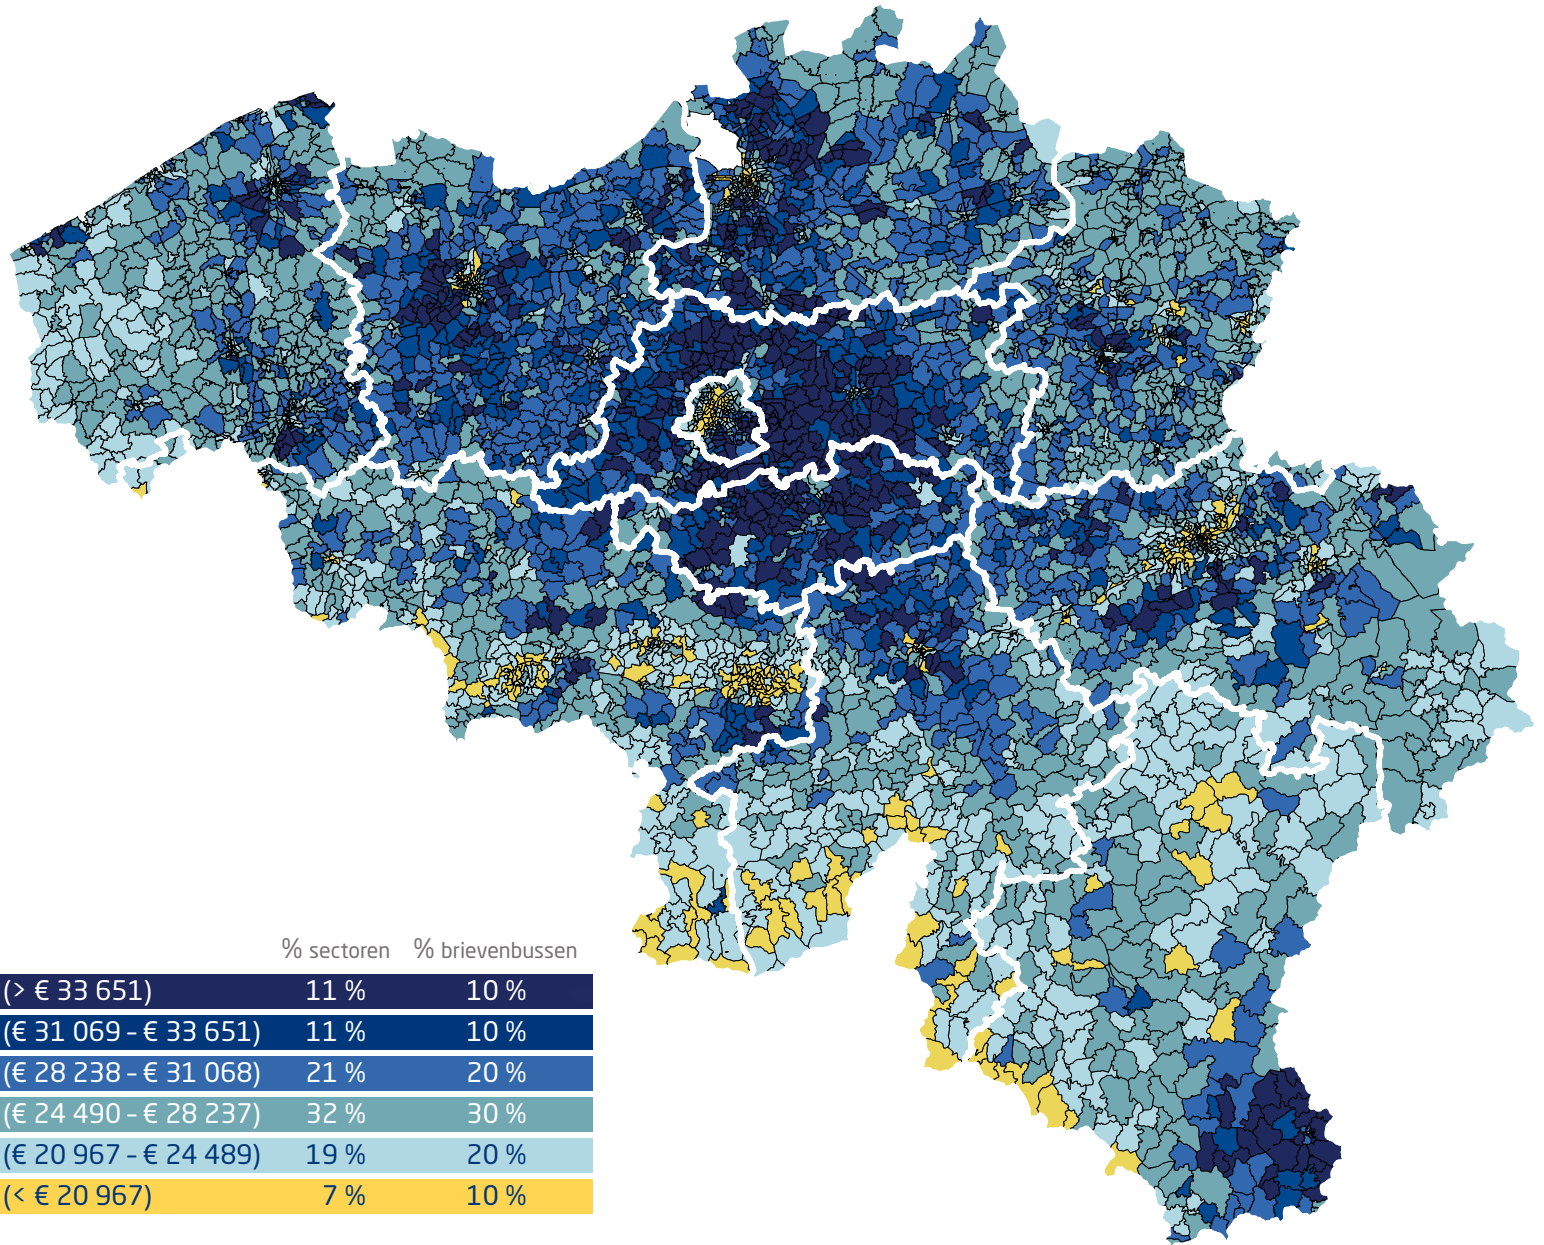 % sectoren % brievenbussen
(> € 33 651) 11 % 10 %
(€ 31 069 - € 33 651) 11 % 10 %
(€ 28 238 - € 31 068) 21 % 20 %
(€ 24 490 - € 28 237) 32 % 30 %
(€ 20 967 - € 24 489) 19 % 20 %
(< € 20 967) 7 % 10 %